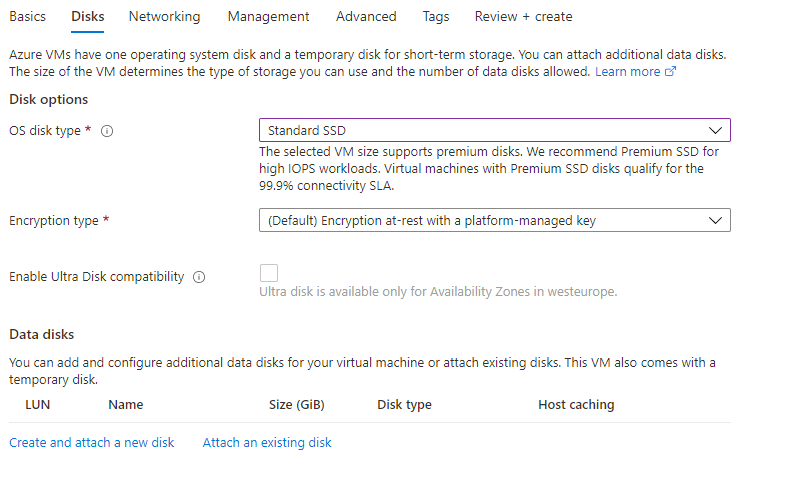 Basics Disks Networking Management Advanced Tags Review + create
Azure VMs have one operating system disk and a temporary disk for short-term storage. You can attach additional data disks.
The size of the VM determines the type of storage you can use and the number of data disks allowed. Learn more
Disk options
OS disk type * Standard SSD
The selected VM size supports premium disks. We recommend Premium SSD for
high IOPS workloads. Virtual machines with Premium SSD disks qualify for the
99.9% connectivity SLA.
Encryption type * (Default) Encryption at-rest with a platform-managed key
Enable Ultra Disk compatibility
Ultra disk is available only for Availability Zones in westeurope.
Data disks
You can add and configure additional data disks for your virtual machine or attach existing disks. This VM also comes with a
temporary disk.
LUN Name Size (GiB) Disk type Host caching
Create and attach a new disk Attach an existing disk